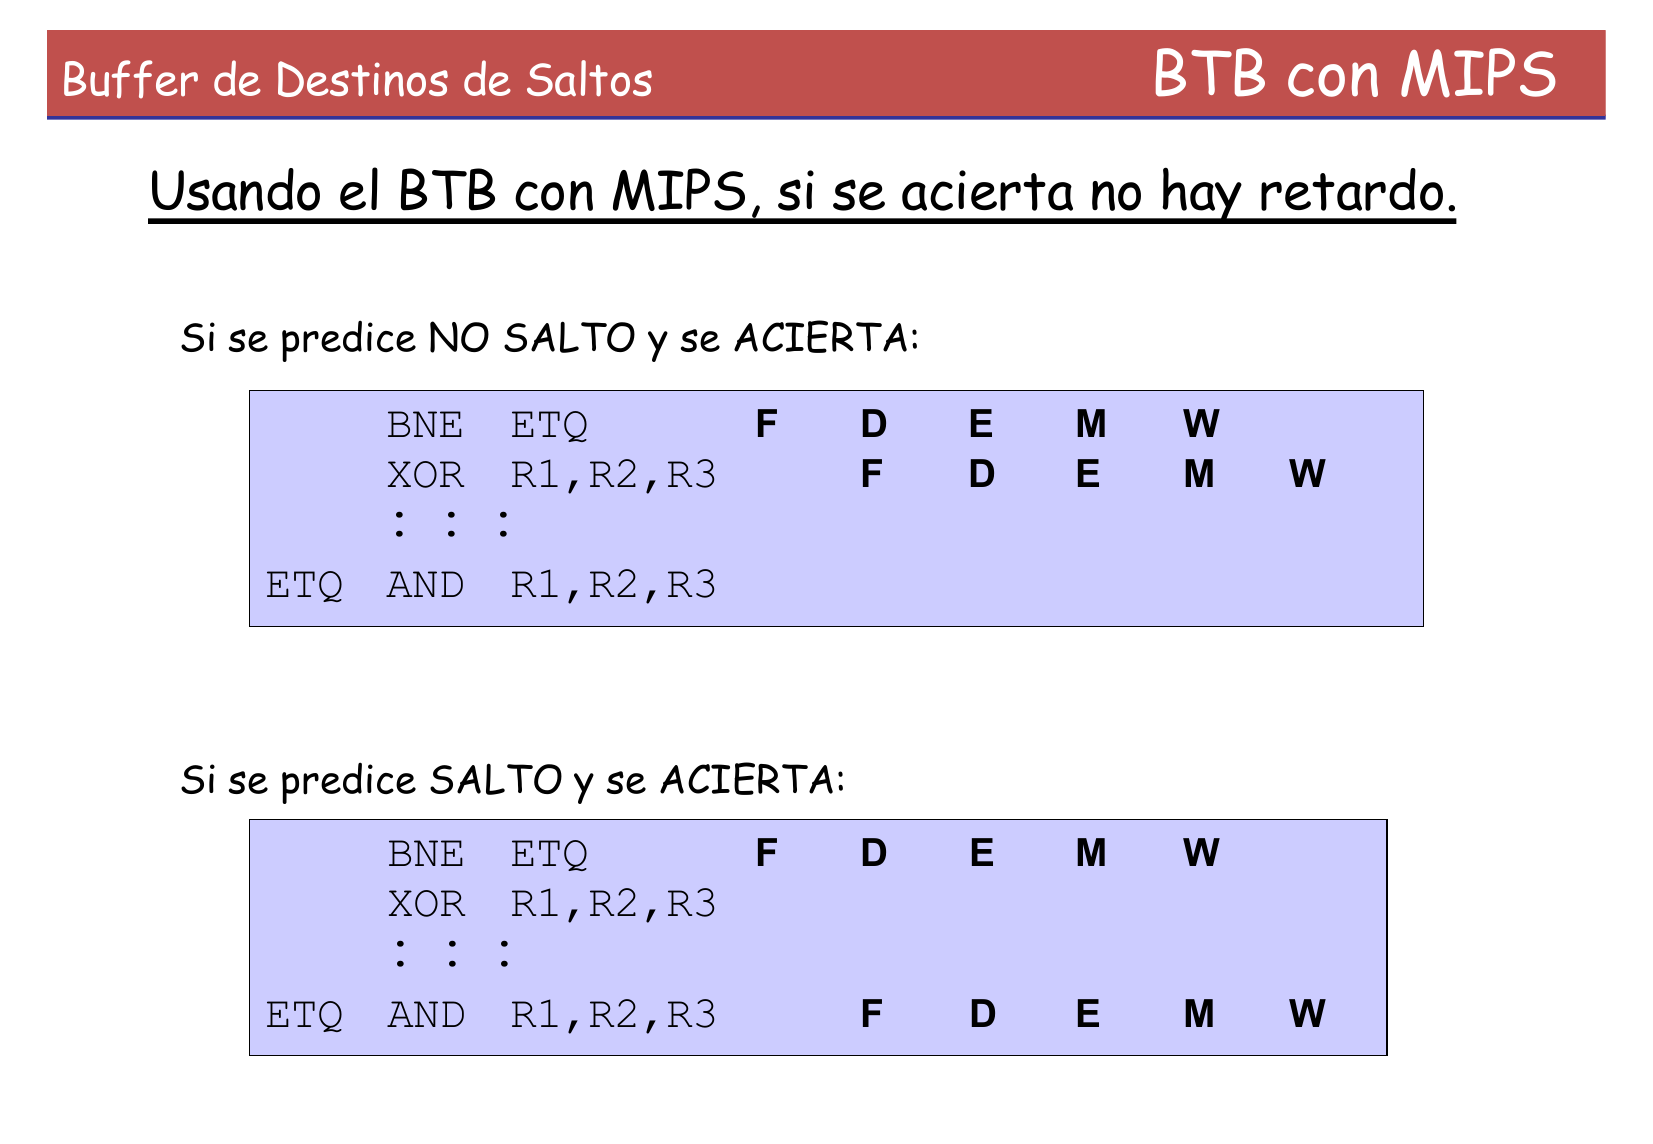 Buffer de Destinos de Saltos BTB con MIPS
Usando el BTB con MIPS, si se acierta no hay retardo.
Si se predice NO SALTO y se ACIERTA:
BNE ETQ F D E M W
XOR R1,R2,R3 F D E M W
: : :
ETQ AND R1,R2,R3
Si se predice SALTO y se ACIERTA:
BNE ETQ F D E M W
XOR R1,R2,R3
: : :
ETQ AND R1,R2,R3 F D E M W